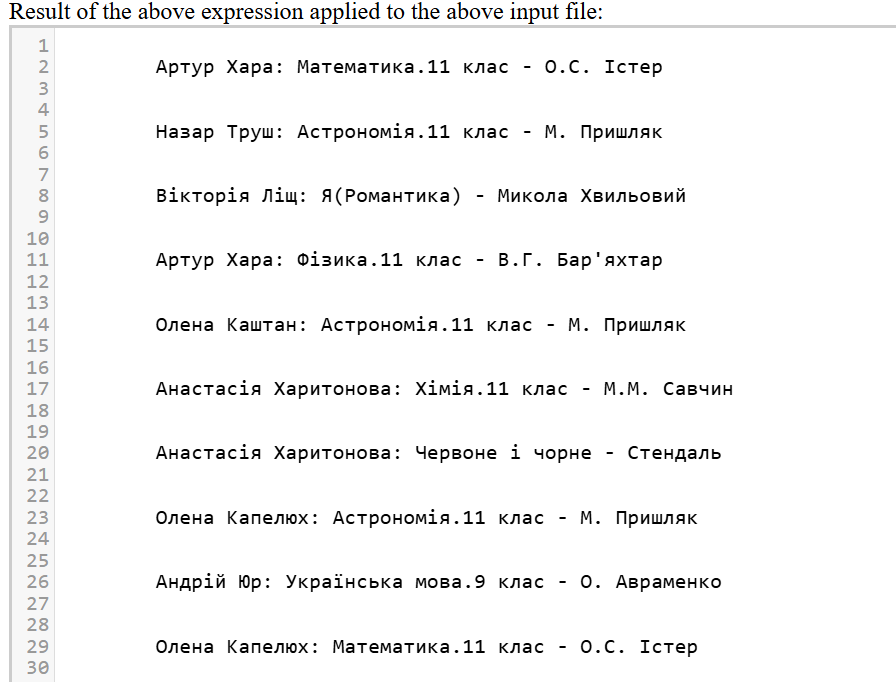 Result of the above expression applied to the above input file:
1
2 Артур Хара: Математика.11 клас - О.С. Істер
3
4
5 Назар Труш: Астрономія.11 клас - М. Пришляк
6
7
8 Вікторія Ліщ: Я(Романтика) - Микола Хвильовий
9
10
11 Артур Хара: Фізика.11 клас - В.Г. Бар'яхтар
12
13
14 Олена Каштан: Астрономія.11 клас - М. Пришляк
15
16
17 Анастасія Харитонова: Хімія.11 клас - М.М. Савчин
18
19
20 Анастасія Харитонова: Червоне і чорне - Стендаль
21
22
23 Олена Капелюх: Астрономія.11 клас - М. Пришляк
24
25
26 Андрій Юр: Українська мова.9 клас - О. Авраменко
27
28
29 Олена Капелюх: Математика.11 клас - О.С. Істер
30